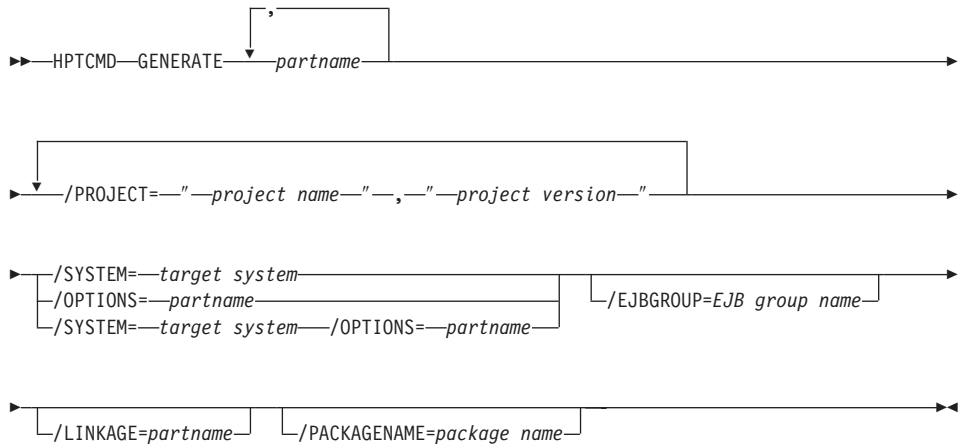 ,
HPTCMD GENERATE partname
/PROJECT= " project name " , " project version "
/SYSTEM= target system
/OPTIONS= partname
/EJBGROUP=EJB group name
/SYSTEM= target system /OPTIONS= partname
/LINKAGE=partname /PACKAGENAME=package name